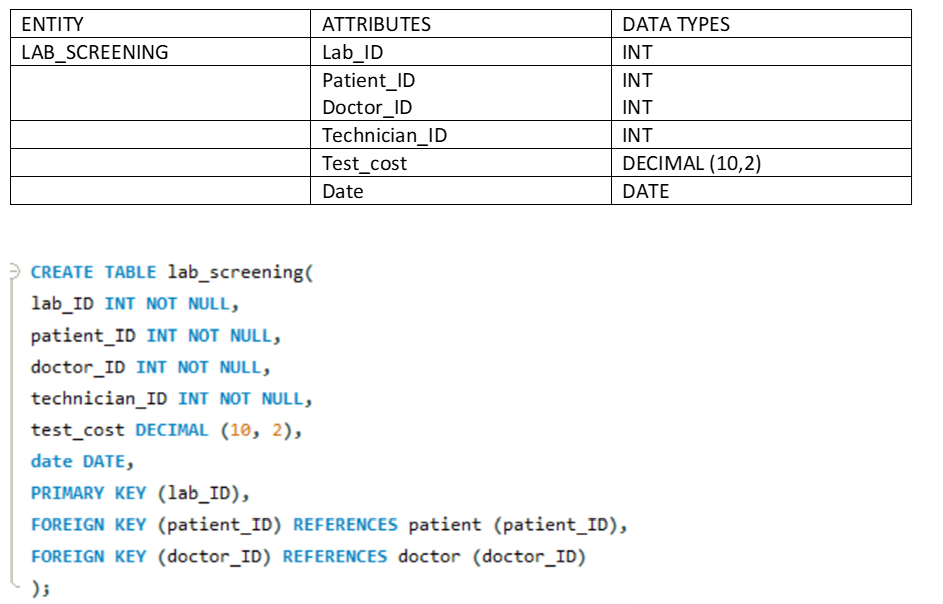 ENTITY ATTRIBUTES DATA TYPES
LAB_SCREENING Lab_ID INT
Patient_ID INT
Doctor_ID INT
Technician_ID INT
Test_cost DECIMAL (10,2)
Date DATE
CREATE TABLE lab_screening(
lab_ID INT NOT NULL,
patient_ID INT NOT NULL,
doctor_ID INT NOT NULL,
technician_ID INT NOT NULL,
test_cost DECIMAL (10, 2),
date DATE,
PRIMARY KEY (lab_ID),
FOREIGN KEY (patient_ID) REFERENCES patient (patient_ID),
FOREIGN KEY (doctor_ID) REFERENCES doctor (doctor_ID)
);